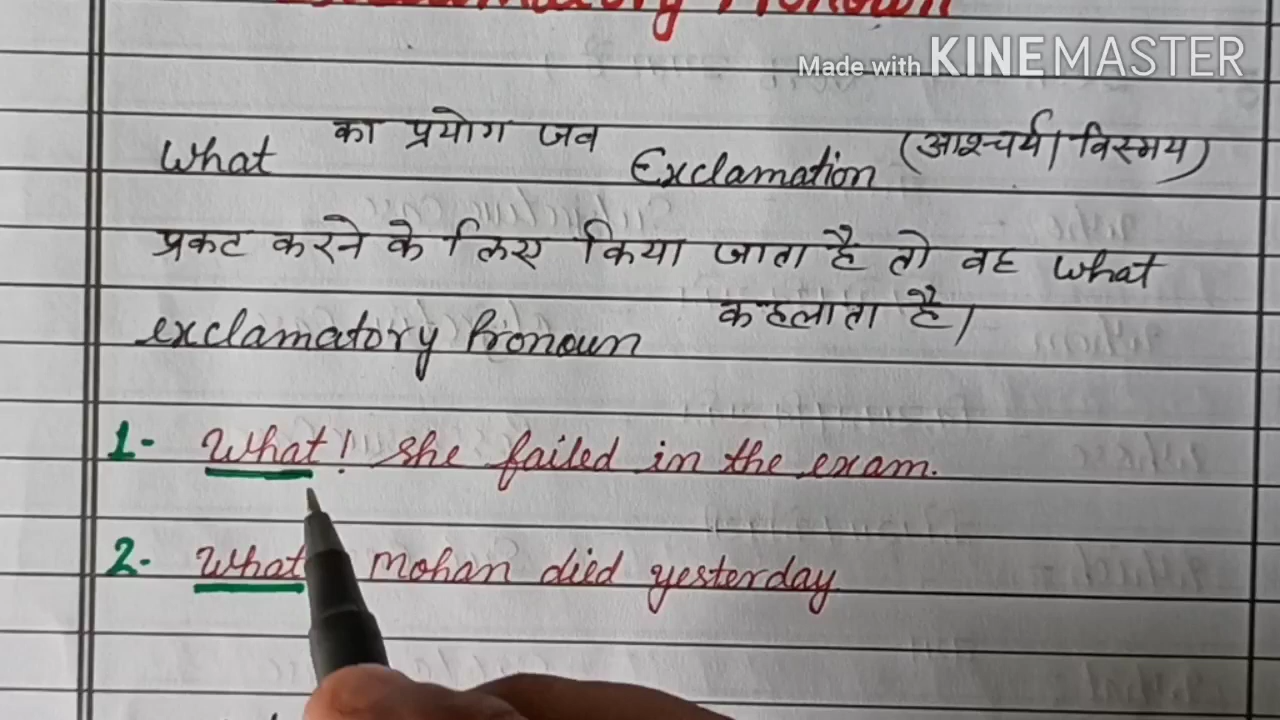 Pronoun
Made with KINEMASTER
What का प्रयोग जब Exclamation (आश्चर्य/विस्मय)
प्रकट करने के लिए किया जाता है तो वह what
exclamatory Pronoun कहलाता है।
1- What! she failed in the exam.
2- What mohan died yesterday